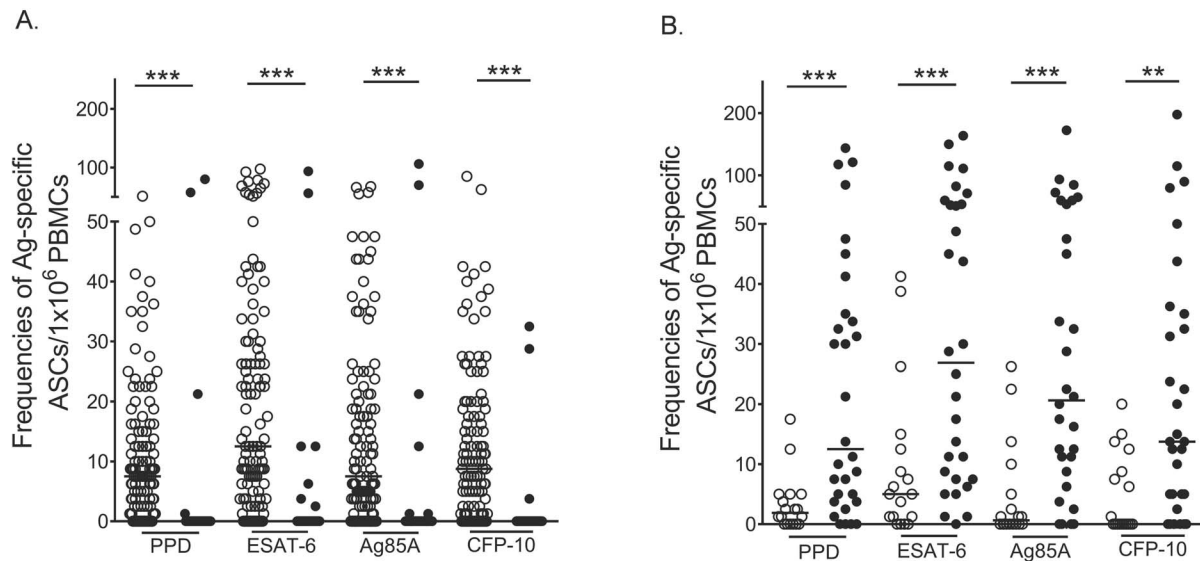 A.
*** *** *** ***
Frequencies of Ag-specific
ASCs/1x10⁶ PBMCs
200
100
50
40
30
20
10
0
PPD ESAT-6 Ag85A CFP-10
B.
*** *** *** **
Frequencies of Ag-specific
ASCs/1x10⁶ PBMCs
200
150
100
50
40
30
20
10
0
PPD ESAT-6 Ag85A CFP-10